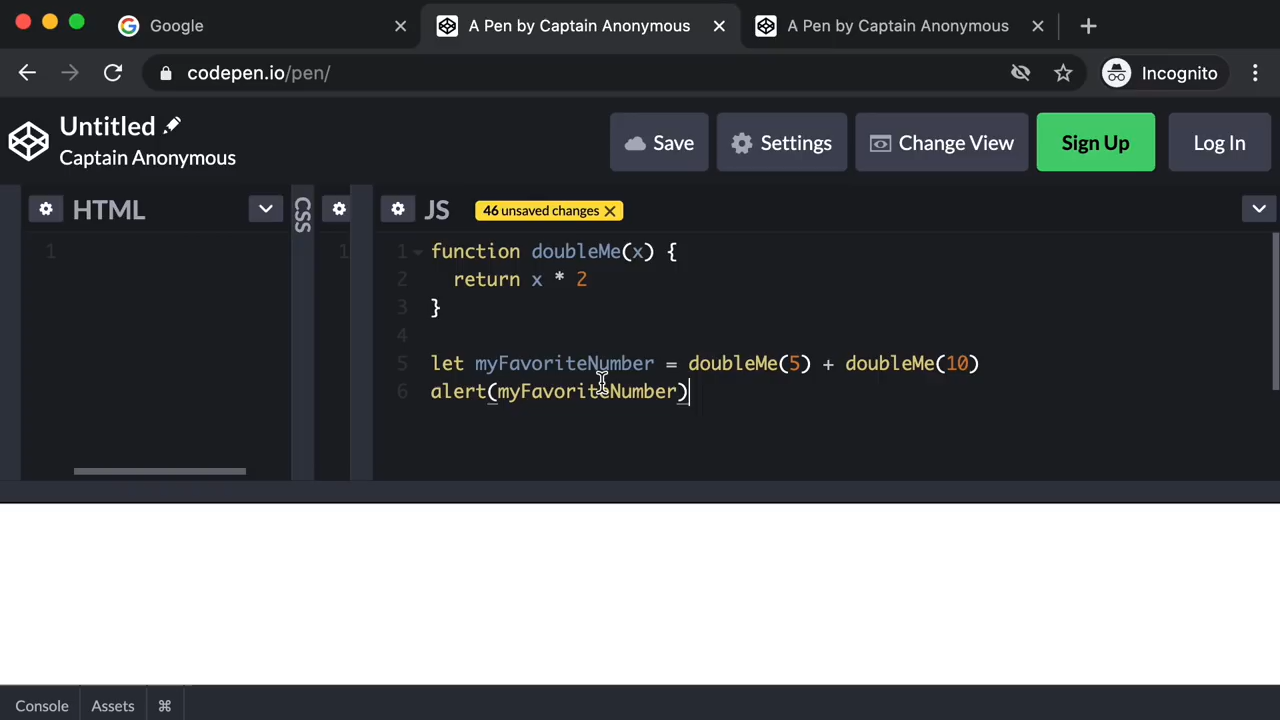 Google
A Pen by Captain Anonymous
A Pen by Captain Anonymous
codepen.io/pen/
Incognito
Untitled
Captain Anonymous
Save
Settings
Change View
Sign Up
Log In
HTML
CSS
JS
46 unsaved changes
1
1
1 function doubleMe(x) {
2 return x * 2
3 }
4
5 let myFavoriteNumber = doubleMe(5) + doubleMe(10)
6 alert(myFavoriteNumber)
Console
Assets
⌘